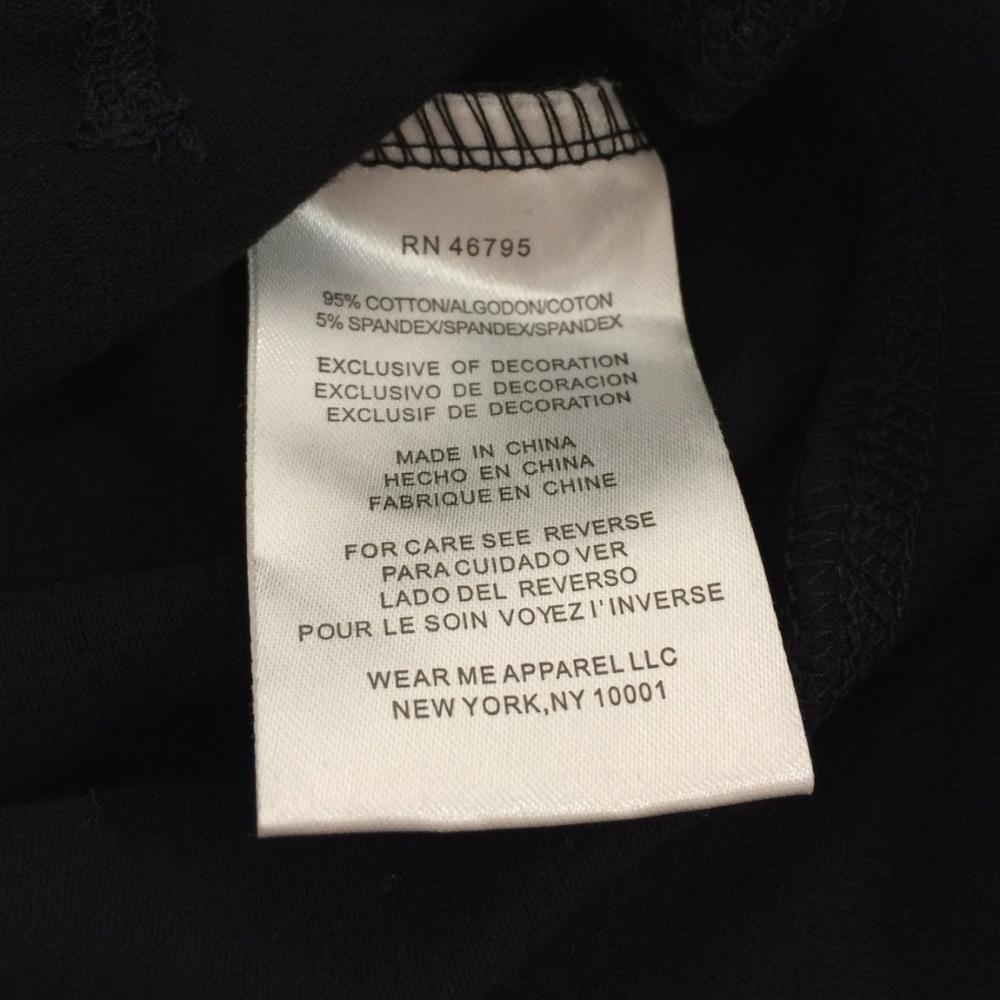 RN 46795
95% COTTON/ALGODON/COTON
5% SPANDEX/SPANDEX/SPANDEX
EXCLUSIVE OF DECORATION
EXCLUSIVO DE DECORACION
EXCLUSIF DE DECORATION
MADE IN CHINA
HECHO EN CHINA
FABRIQUE EN CHINE
FOR CARE SEE REVERSE
PARA CUIDADO VER
LADO DEL REVERSO
POUR LE SOIN VOYEZ l'INVERSE
WEAR ME APPAREL LLC
NEW YORK,NY 10001